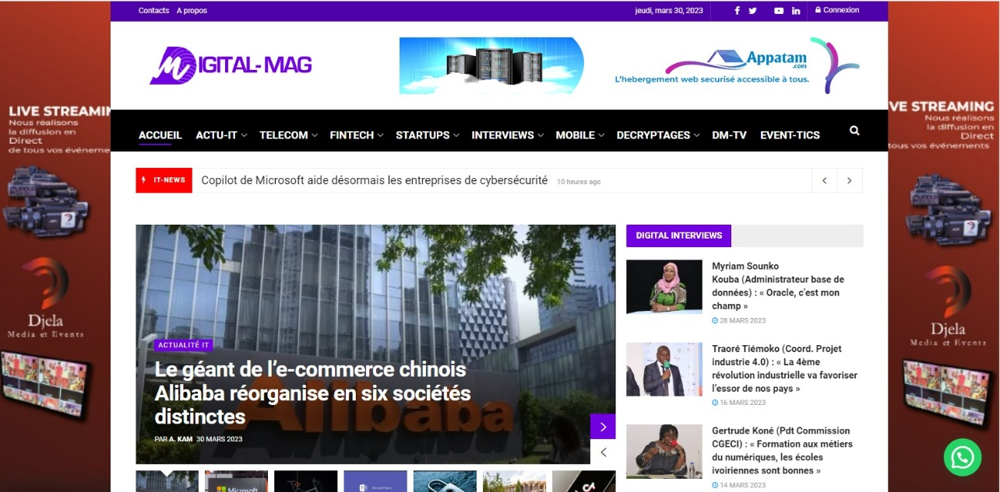 Contacts A propos
jeudi, mars 30, 2023
Connexion
DIGITAL-MAG
Appatam
.com
L'hebergement web securisé accessible à tous.
LIVE STREAMIN
Nous réalisons
la diffusion en
Direct
de tous vos événeme
Djela
Media et Events
VE STREAMING
Nous réalisons
la diffusion en
Direct
tous vos événements
Djela
Media et Events
ACCUEIL ACTU-IT TELECOM FINTECH STARTUPS INTERVIEWS MOBILE DECRYPTAGES DM-TV EVENT-TICS
IT-NEWS Copilot de Microsoft aide désormais les entreprises de cybersécurité 10 heures ago
ACTUALITÉ IT
Le géant de l'e-commerce chinois
Alibaba réorganise en six sociétés
distinctes
PAR A. KAM 30 MARS 2023
Alibaba
Microsoft
DIGITAL INTERVIEWS
Myriam Sounko
Kouba (Administrateur base de
données) : « Oracle, c'est mon
champ »
28 MARS 2023
Traoré Tiémoko (Coord. Projet
industrie 4.0) : « La 4ème
révolution industrielle va favoriser
l'essor de nos pays »
16 MARS 2023
Gertrude Koné (Pdt Commission
CGECI) : « Formation aux métiers
du numériques, les écoles
ivoiriennes sont bonnes »
14 MARS 2023